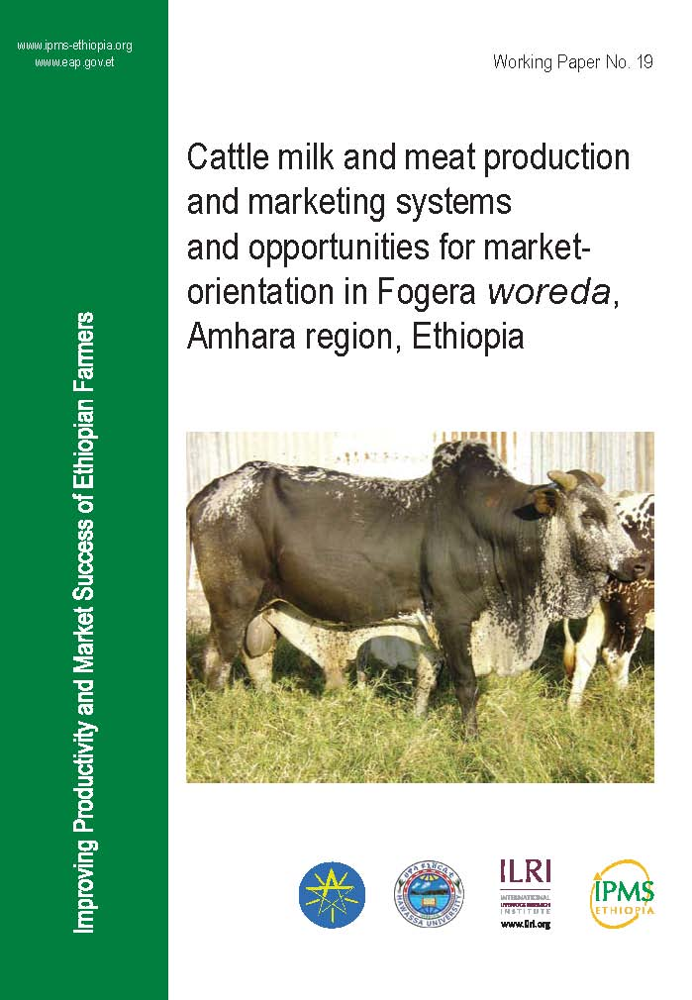 www.ipms-ethiopia.org
www.eap.gov.et
Working Paper No. 19
Cattle milk and meat production
and marketing systems
and opportunities for market-
orientation in Fogera woreda,
Amhara region, Ethiopia
Improving Productivity and Market Success of Ethiopian Farmers
HAWASSA UNIVERSITY
ILRI
INTERNATIONAL
LIVESTOCK RESEARCH
INSTITUTE
www.ilri.org
IPMS
ETHIOPIA